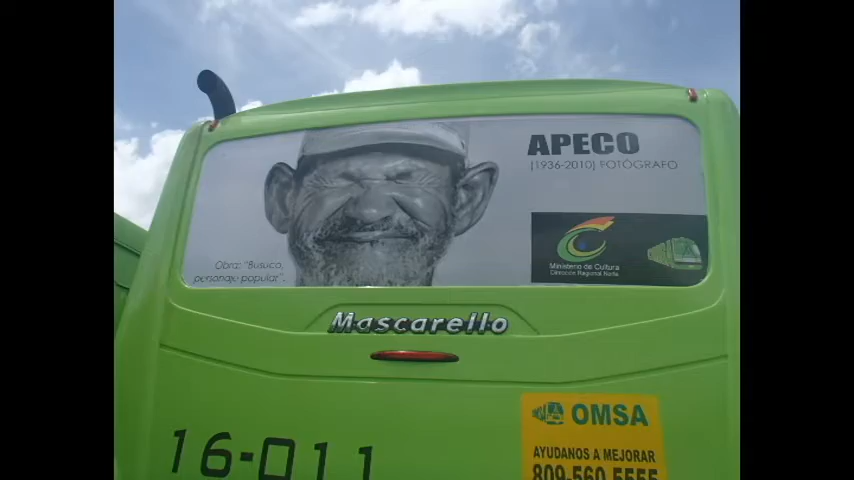 APECO
(1936-2010) FOTÓGRAFO
Obra: "Busuco,
personaje popular".
Ministerio de Cultura
Dirección Regional Norte
Mascarello
16-011
OMSA
AYUDANOS A MEJORAR
809-560 5555